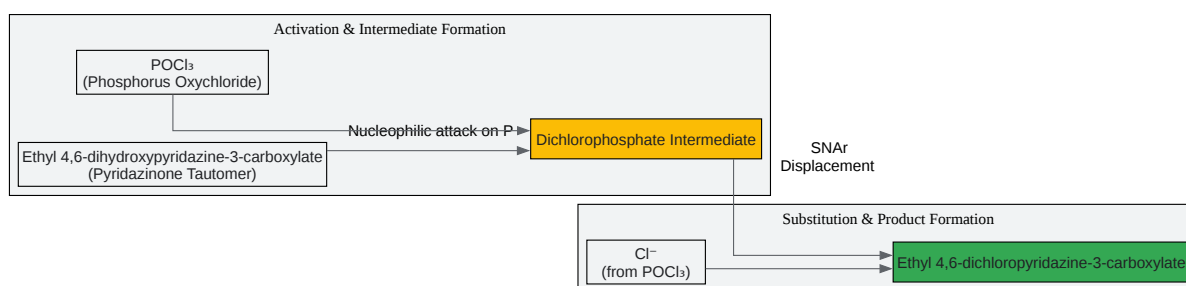 Activation & Intermediate Formation
POCl₃
(Phosphorus Oxychloride)
Nucleophilic attack on P
Ethyl 4,6-dihydroxypyridazine-3-carboxylate
(Pyridazinone Tautomer)
Dichlorophosphate Intermediate
SNAr
Displacement
Substitution & Product Formation
Cl⁻
(from POCl₃)
Ethyl 4,6-dichloropyridazine-3-carboxylate